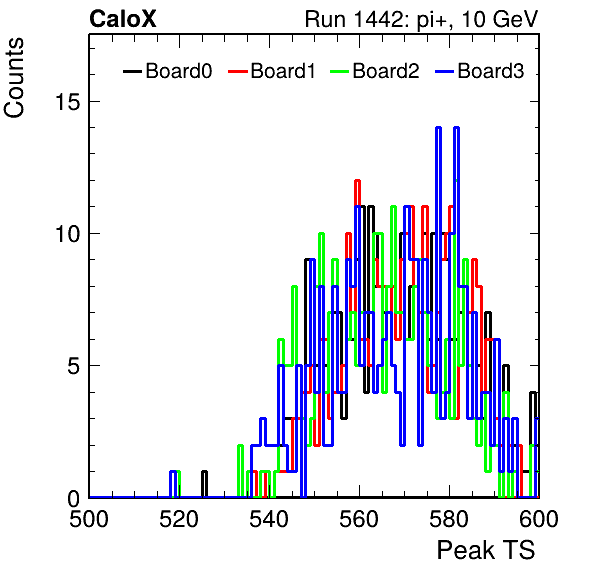 CaloX Run 1442: pi+, 10 GeV
Counts
Board0 Board1 Board2 Board3
15
10
5
0
500 520 540 560 580 600
Peak TS